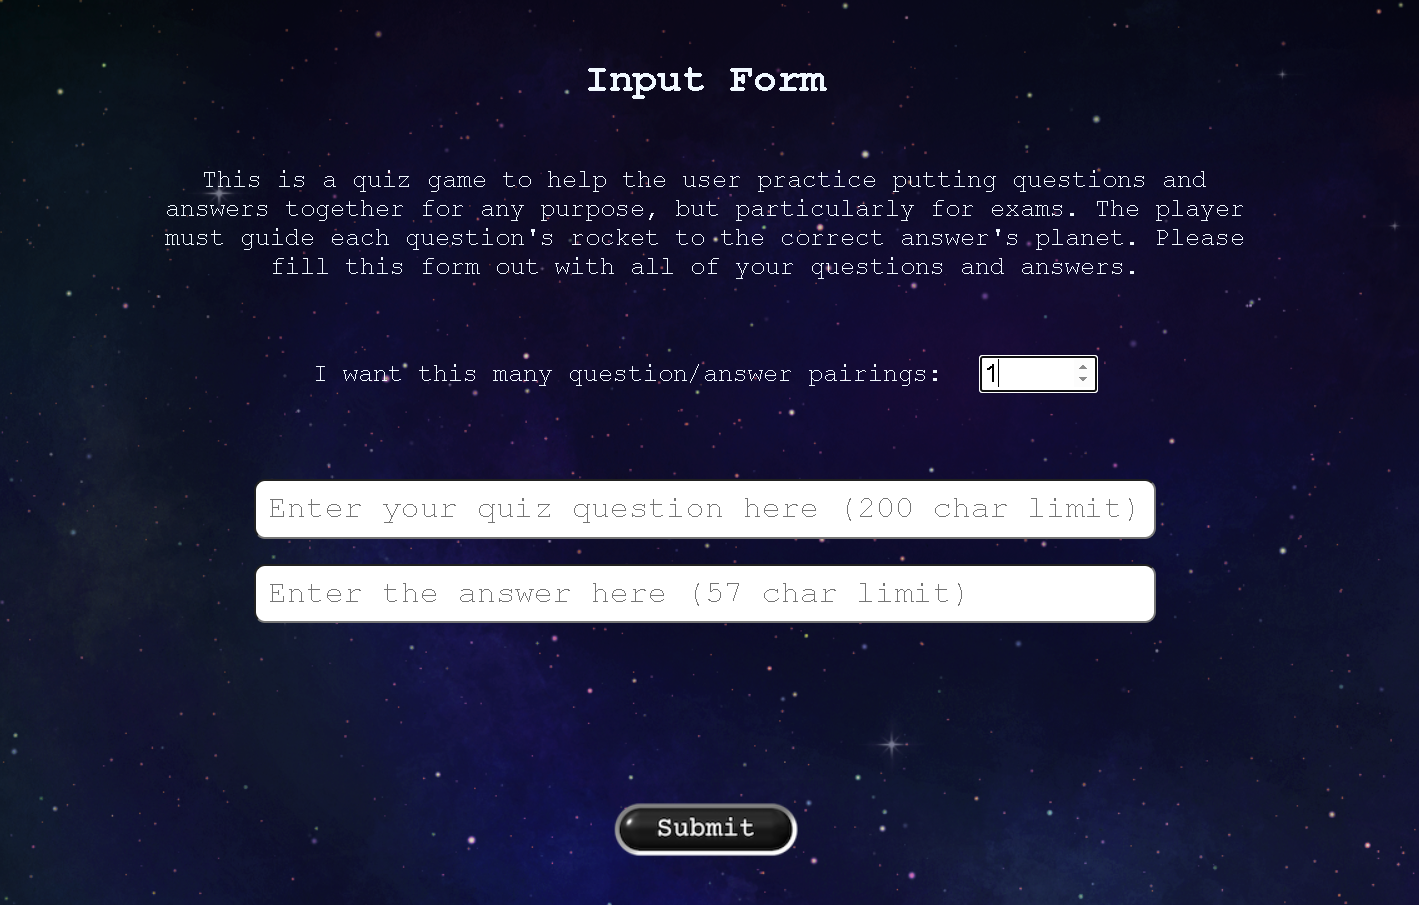 Input Form
This is a quiz game to help the user practice putting questions and
answers together for any purpose, but particularly for exams. The player
must guide each question's rocket to the correct answer's planet. Please
fill this form out with all of your questions and answers.
I want this many question/answer pairings: 1
Enter your quiz question here (200 char limit)
Enter the answer here (57 char limit)
Submit